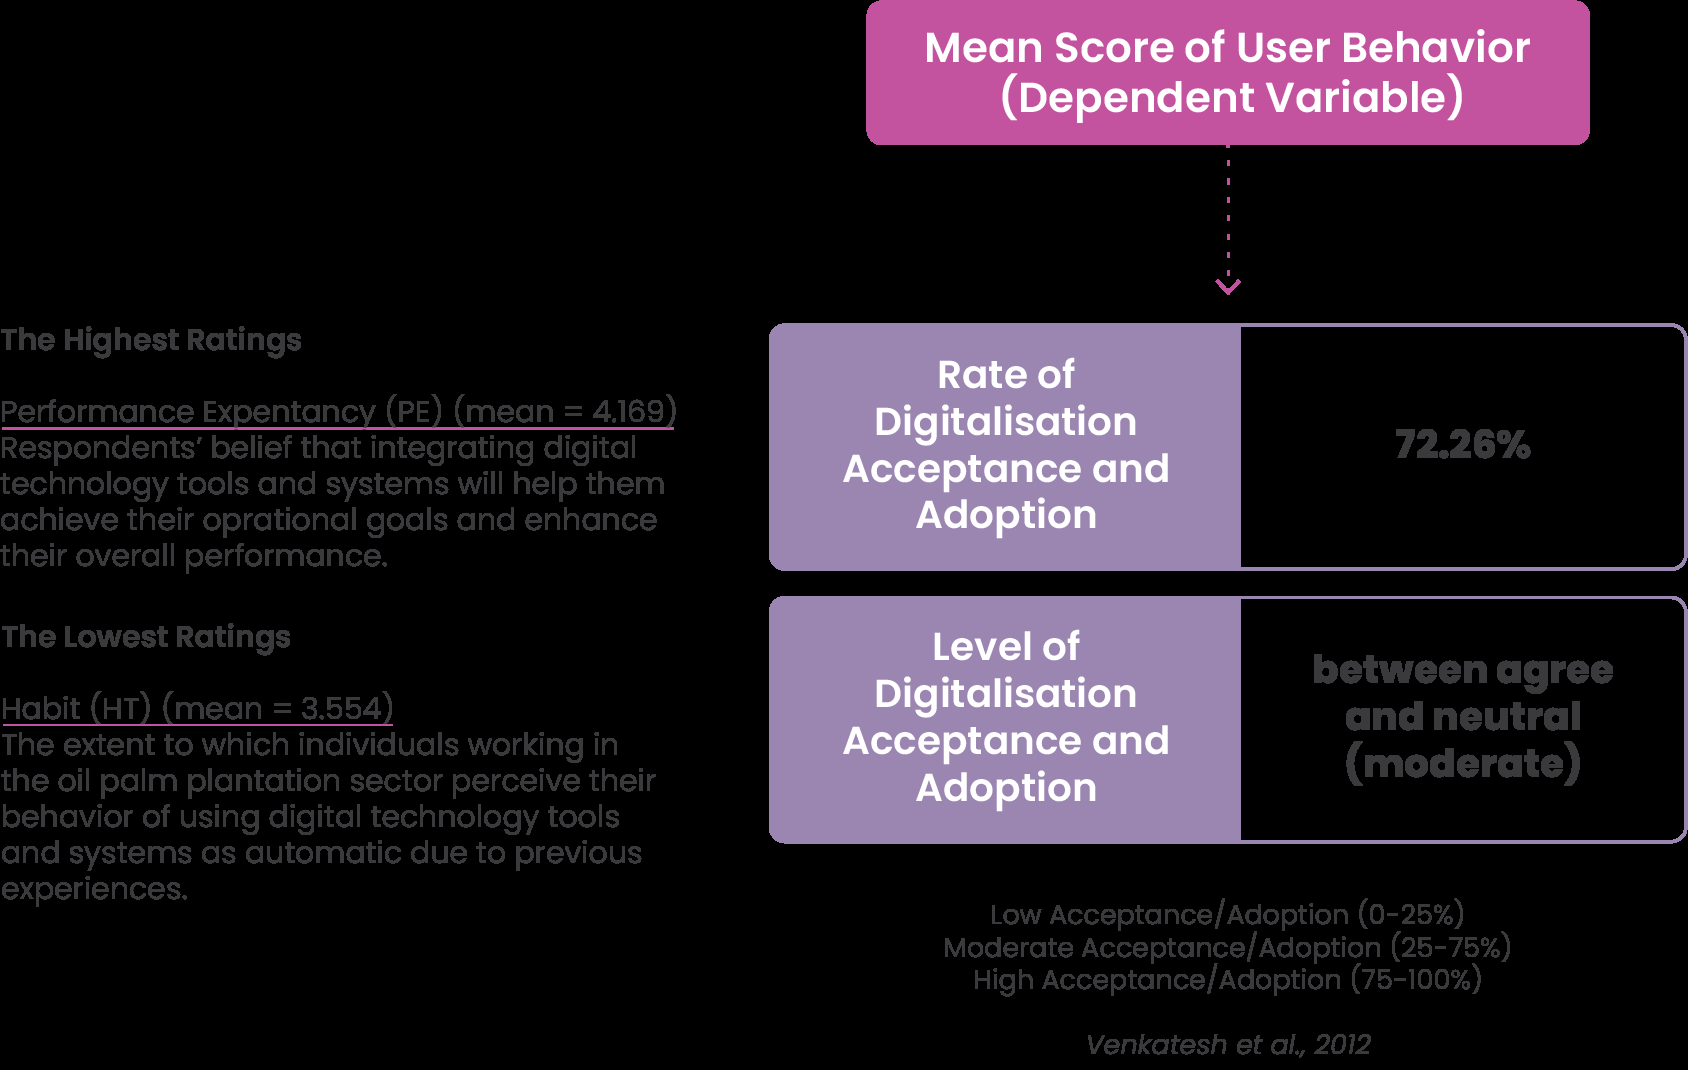 Mean Score of User Behavior
(Dependent Variable)
The Highest Ratings
Performance Expentancy (PE) (mean = 4.169)
Respondents’ belief that integrating digital
technology tools and systems will help them
achieve their oprational goals and enhance
their overall performance.
The Lowest Ratings
Habit (HT) (mean = 3.554)
The extent to which individuals working in
the oil palm plantation sector perceive their
behavior of using digital technology tools
and systems as automatic due to previous
experiences.
Rate of
Digitalisation
Acceptance and
Adoption
72.26%
Level of
Digitalisation
Acceptance and
Adoption
between agree
and neutral
(moderate)
Low Acceptance/Adoption (0-25%)
Moderate Acceptance/Adoption (25-75%)
High Acceptance/Adoption (75-100%)
Venkatesh et al., 2012